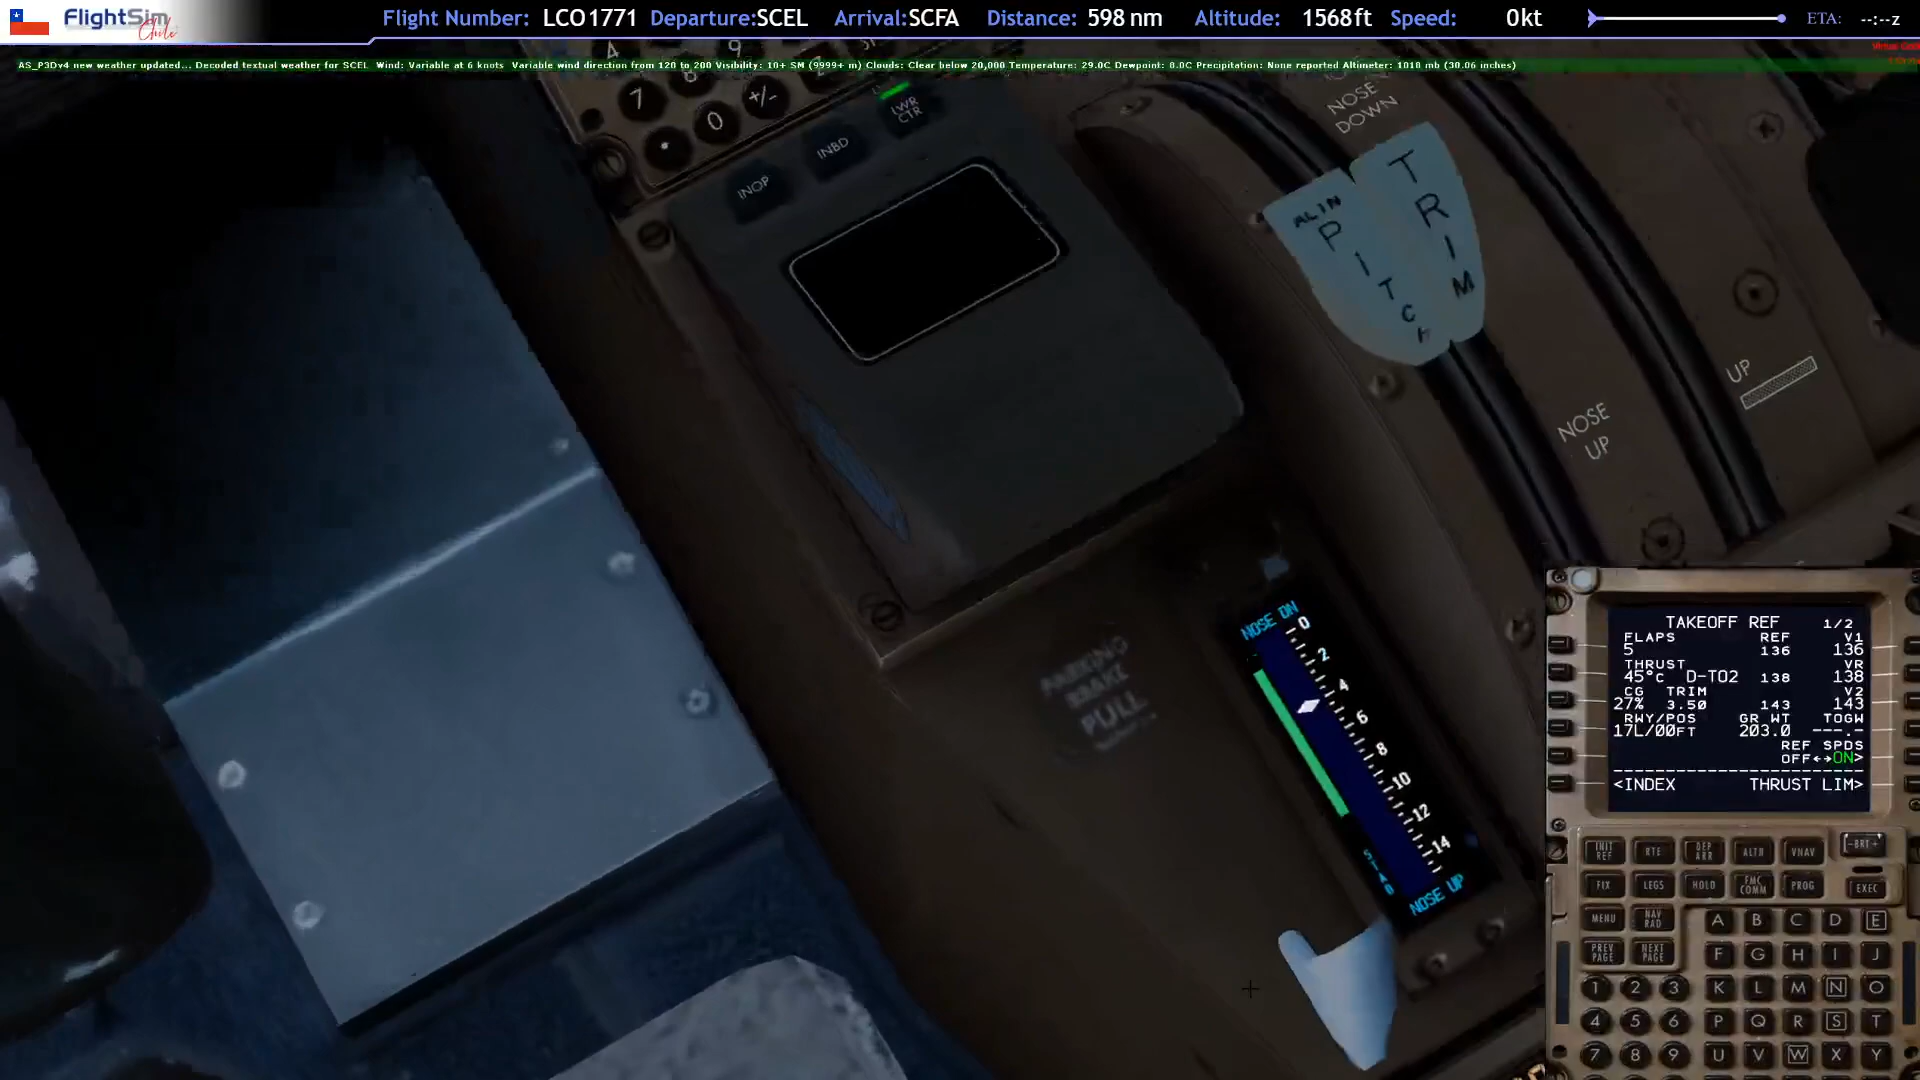 FlightSim
Chile
Flight Number: LCO1771 Departure:SCEL Arrival:SCFA Distance: 598 nm Altitude: 1568 ft Speed: 0 kt ETA: --:--z
AS_P3Dv4 new weather updated... Decoded textual weather for SCEL Wind: Variable at 6 knots Variable wind direction from 120 to 200 Visibility: 10+ SM (9999+ m) Clouds: Clear below 20,000 Temperature: 29.0C Dewpoint: 8.0C Precipitation: None reported Altimeter: 1018 mb (30.06 inches)
4
9
7
0
+/-
INOP
INBD
LWR
CTR
NOSE
DOWN
ALTN
PITCH
TRIM
NOSE
UP
UP
PARKING
BRAKE
PULL
NOSE DN
0
2
4
6
8
10
12
14
STAB
NOSE UP
TAKEOFF REF 1/2
FLAPS REF V1
5 136 136
THRUST VR
45°C D-TO2 138 138
CG TRIM V2
27% 3.50 143 143
RWY/POS GR WT TOGW
17L/00FT 203.0 ---.-
REF SPDS
OFF↔ON>
<INDEX THRUST LIM>
INIT REF RTE DEP ARR ALTN VNAV -BRT+
FIX LEGS HOLD FMC COMM PROG EXEC
MENU NAV RAD A B C D E
PREV PAGE NEXT PAGE F G H I J
1 2 3 K L M N O
4 5 6 P Q R S T
7 8 9 U V W X Y